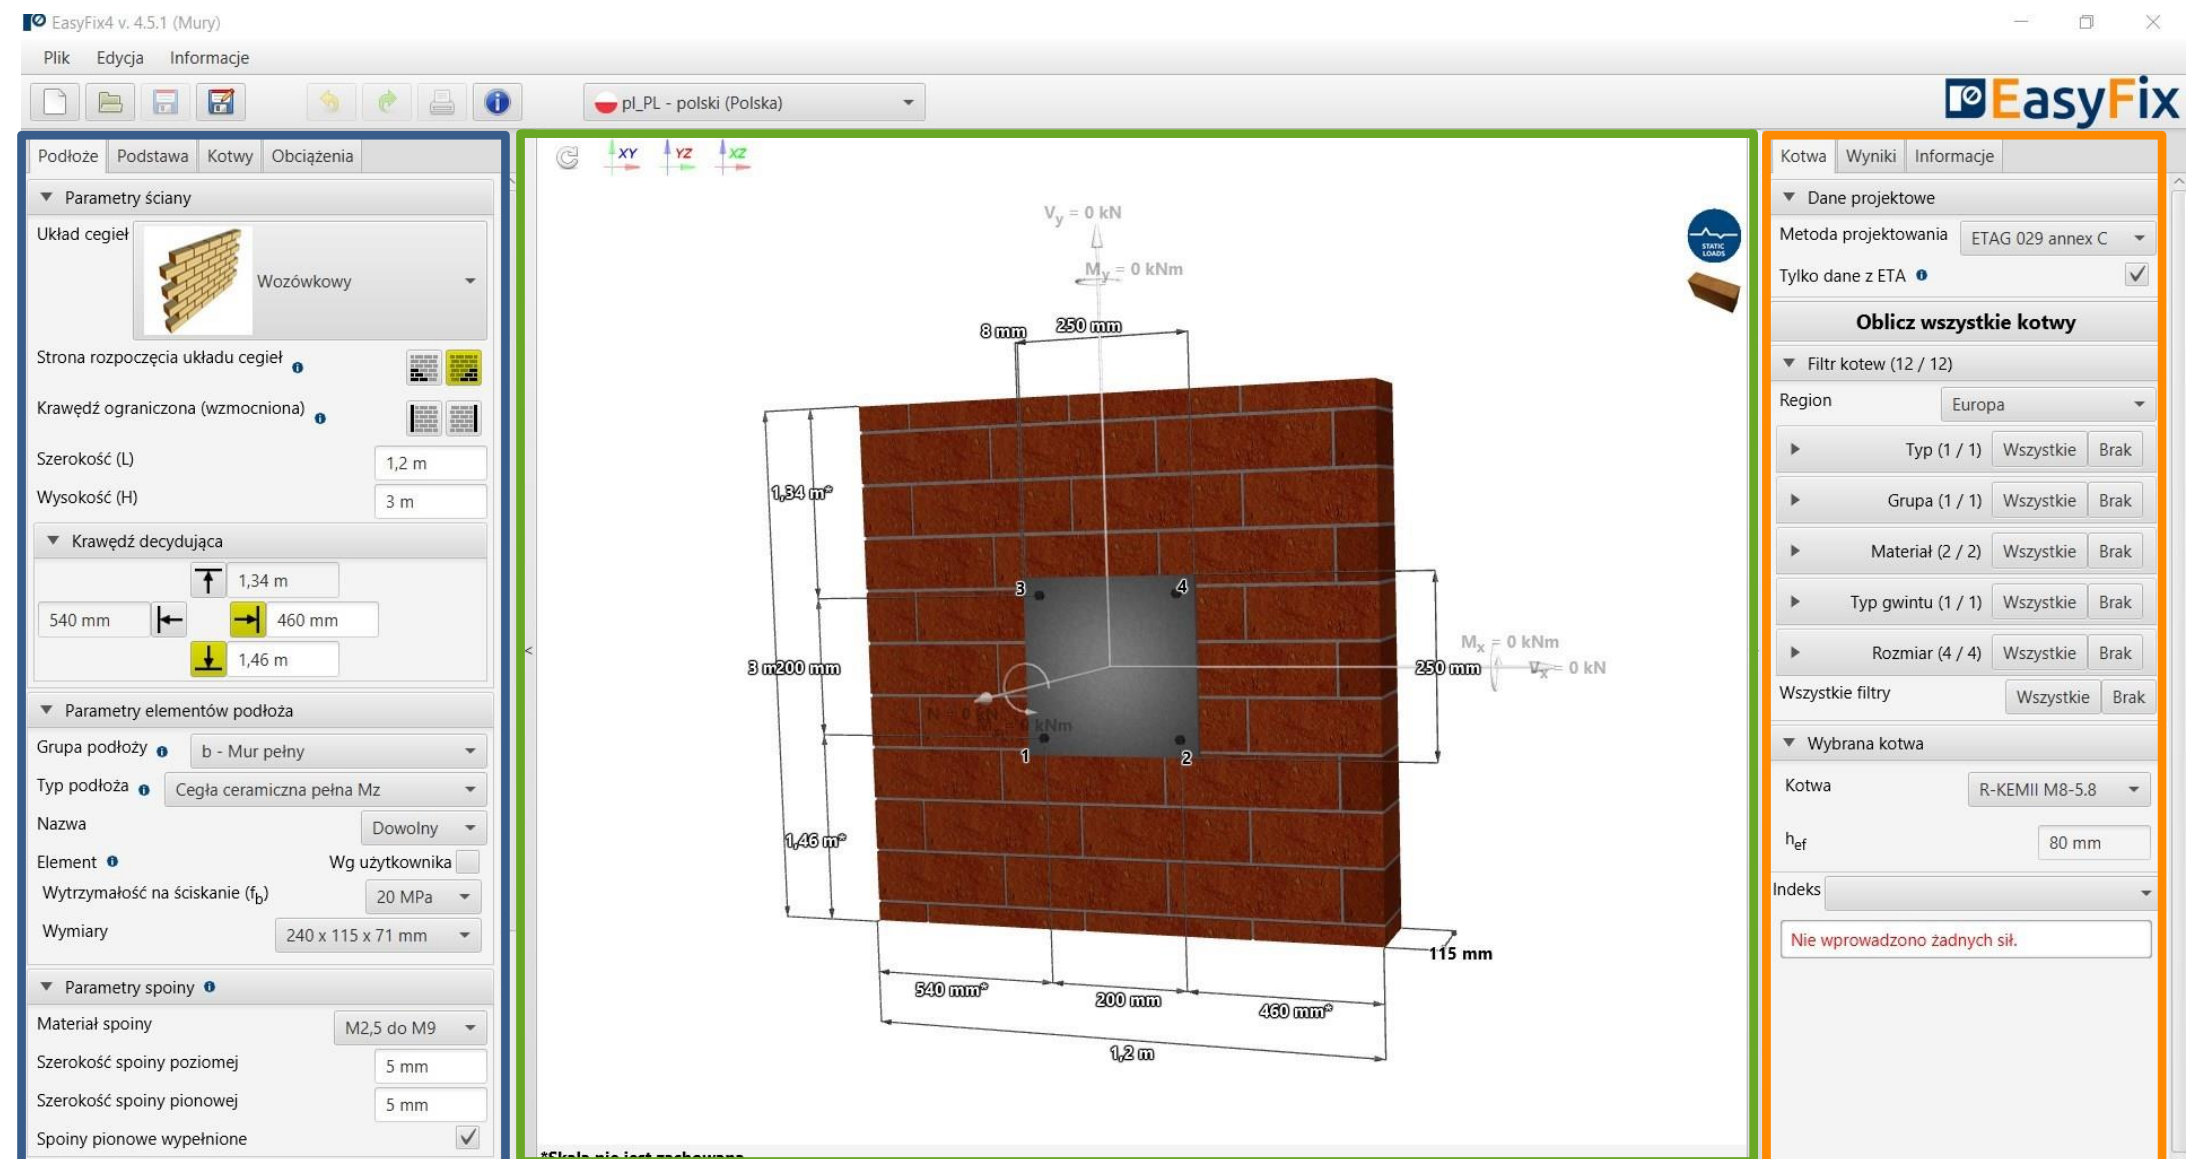 EasyFix4 v. 4.5.1 (Mury)
Plik Edycja Informacje
pl_PL - polski (Polska)
EasyFix
Podłoże Podstawa Kotwy Obciążenia
Parametry ściany
Układ cegieł
Wozówkowy
Strona rozpoczęcia układu cegieł
Krawędź ograniczona (wzmocniona)
Szerokość (L) 1,2 m
Wysokość (H) 3 m
Krawędź decydująca
1,34 m
540 mm 460 mm
1,46 m
Parametry elementów podłoża
Grupa podłoży b - Mur pełny
Typ podłoża Cegła ceramiczna pełna Mz
Nazwa Dowolny
Element Wg użytkownika
Wytrzymałość na ściskanie (fb) 20 MPa
Wymiary 240 x 115 x 71 mm
Parametry spoiny
Materiał spoiny M2,5 do M9
Szerokość spoiny poziomej 5 mm
Szerokość spoiny pionowej 5 mm
Spoiny pionowe wypełnione
XY YZ XZ
STATIC
LOADS
Vy = 0 kN
My = 0 kNm
8 mm 250 mm
1,34 m*
3 4
Mx = 0 kNm
3 m 200 mm 250 mm Vx = 0 kN
N = 0 kN
= 0 kNm
1 2
1,46 m*
115 mm
540 mm* 200 mm 460 mm*
1,2 m
*Skala nie jest zachowana
Kotwa Wyniki Informacje
Dane projektowe
Metoda projektowania ETAG 029 annex C
Tylko dane z ETA
Oblicz wszystkie kotwy
Filtr kotew (12 / 12)
Region Europa
Typ (1 / 1) Wszystkie Brak
Grupa (1 / 1) Wszystkie Brak
Materiał (2 / 2) Wszystkie Brak
Typ gwintu (1 / 1) Wszystkie Brak
Rozmiar (4 / 4) Wszystkie Brak
Wszystkie filtry Wszystkie Brak
Wybrana kotwa
Kotwa R-KEMII M8-5.8
hef 80 mm
Indeks
Nie wprowadzono żadnych sił.